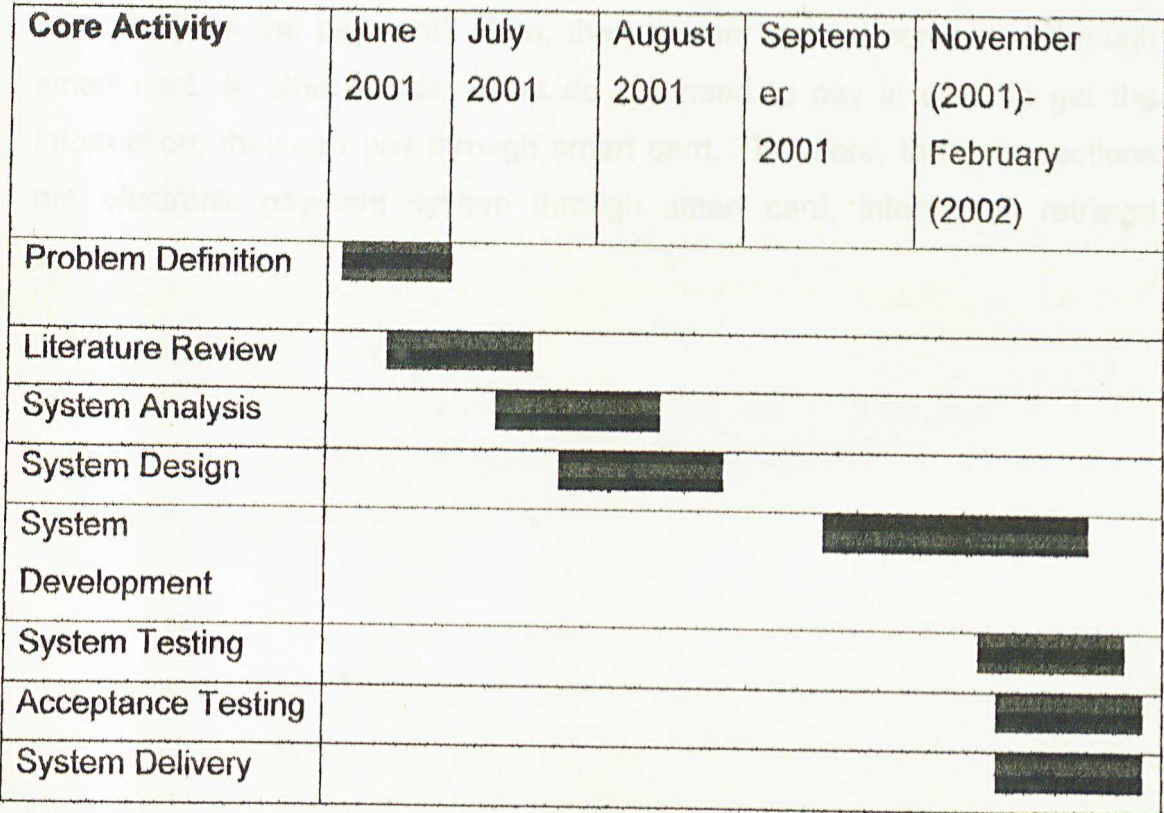 Core Activity June July August Septemb November
2001 2001 2001 er (2001)-
2001 February
(2002)
Problem Definition
Literature Review
System Analysis
System Design
System
Development
System Testing
Acceptance Testing
System Delivery